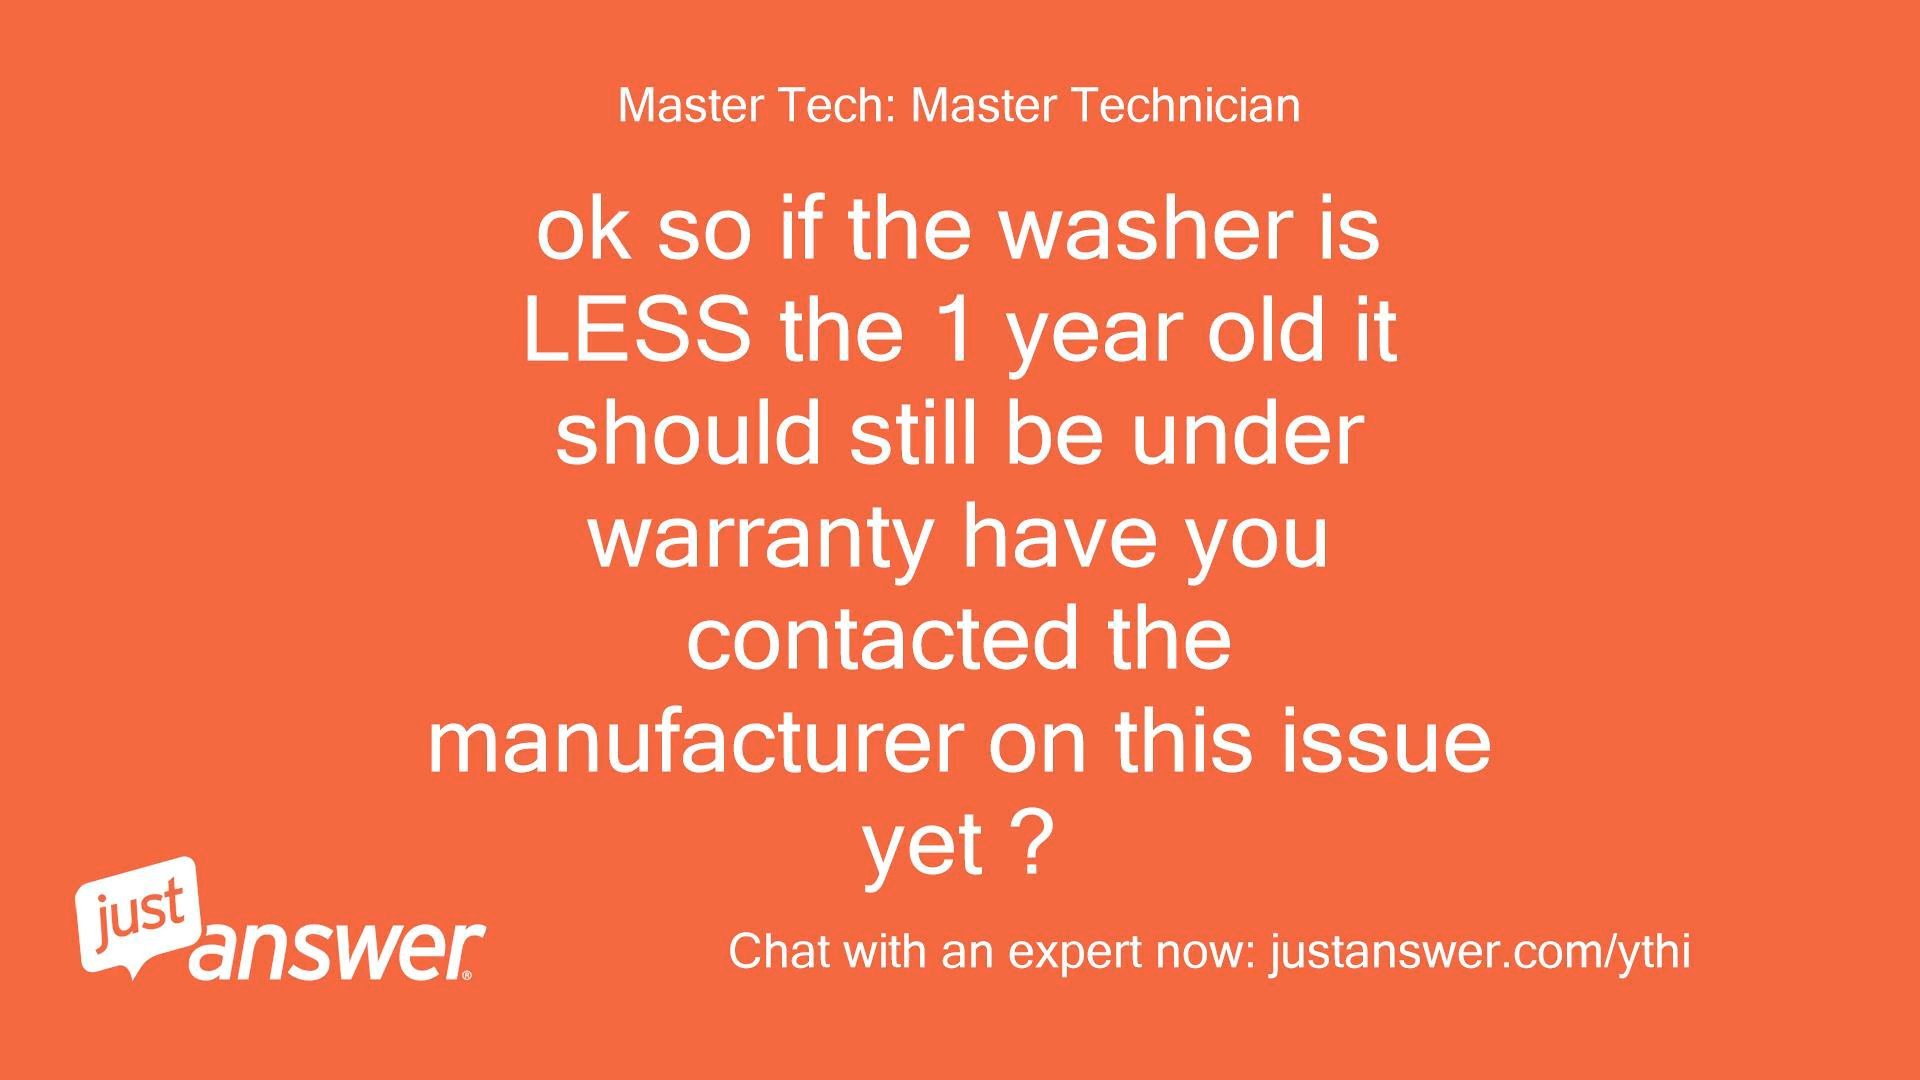 Master Tech: Master Technician
ok so if the washer is
LESS the 1 year old it
should still be under
warranty have you
contacted the
manufacturer on this issue
yet ?
just
answer®
Chat with an expert now: justanswer.com/ythi